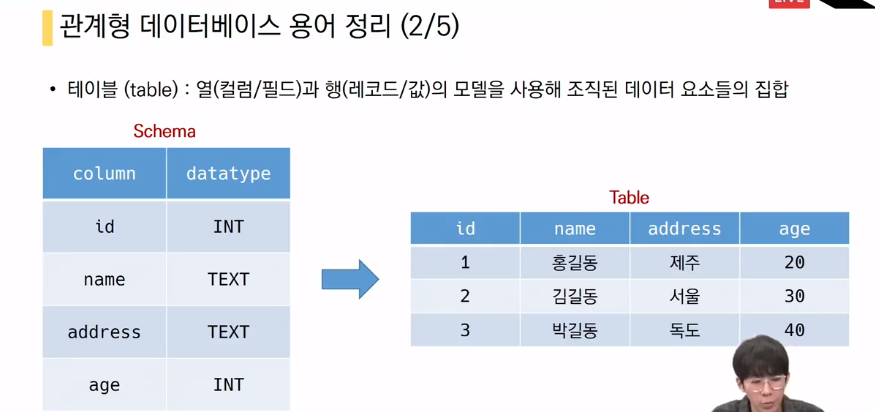 LIVE
관계형 데이터베이스 용어 정리 (2/5)
• 테이블 (table) : 열(컬럼/필드)과 행(레코드/값)의 모델을 사용해 조직된 데이터 요소들의 집합
Schema
column datatype
id INT
name TEXT
address TEXT
age INT
Table
id name address age
1 홍길동 제주 20
2 김길동 서울 30
3 박길동 독도 40